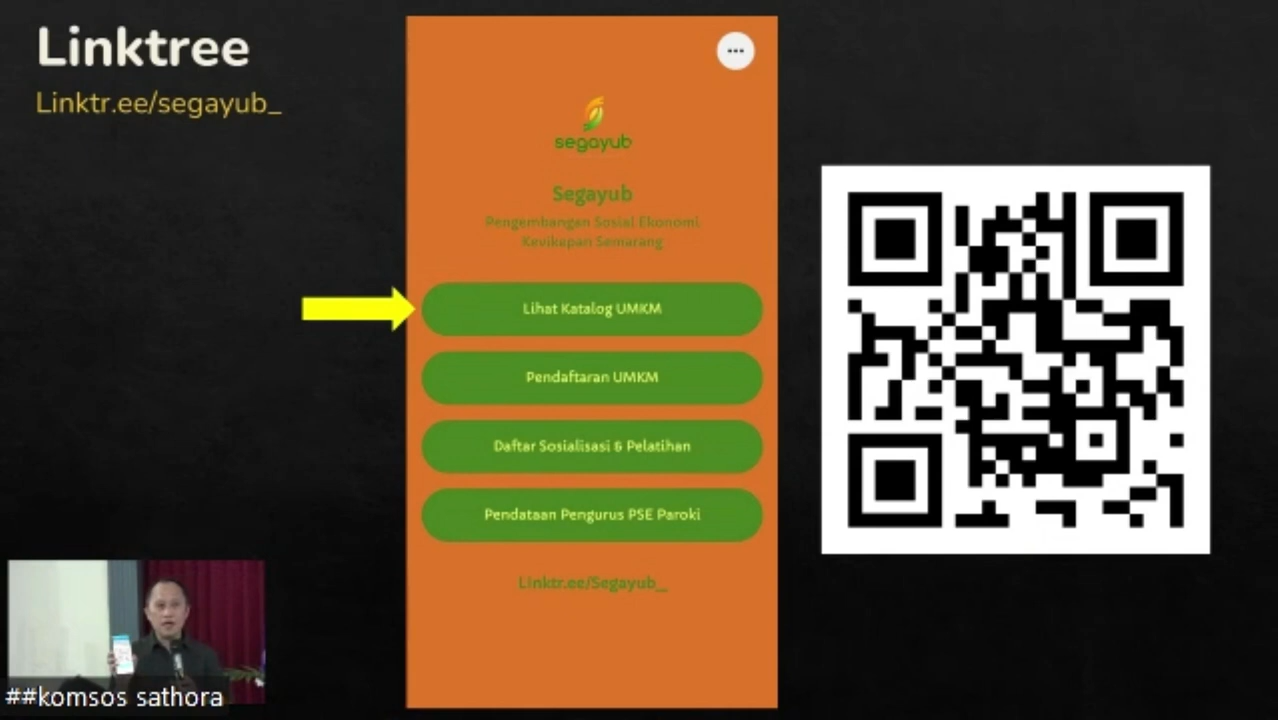 Linktree
Linktr.ee/segayub_
segayub
Segayub
Pengembangan Sosial Ekonomi
Kevikepan Semarang
Lihat Katalog UMKM
Pendaftaran UMKM
Daftar Sosialisasi & Pelatihan
Pendataan Pengurus PSE Paroki
Linktr.ee/Segayub_
##komsos sathora